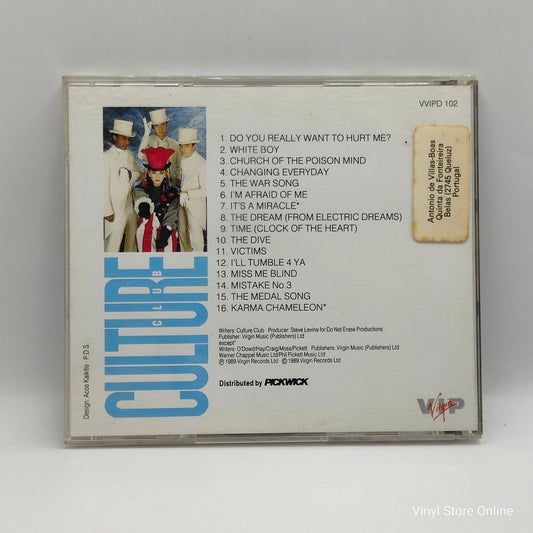 VVIPD 102
Antonio de Villas-Boas
Quinta da Fonteireira
Belas (2745 Queluz)
Portugal
1. DO YOU REALLY WANT TO HURT ME?
2. WHITE BOY
3. CHURCH OF THE POISON MIND
4. CHANGING EVERYDAY
5. THE WAR SONG
6. I'M AFRAID OF ME
7. IT'S A MIRACLE*
8. THE DREAM (FROM ELECTRIC DREAMS)
9. TIME (CLOCK OF THE HEART)
10. THE DIVE
11. VICTIMS
12. I'LL TUMBLE 4 YA
13. MISS ME BLIND
14. MISTAKE No.3
15. THE MEDAL SONG
16. KARMA CHAMELEON*
CULTURE
CLUB
Design: Acos Kaikitis P.D.S.
Writers: Culture Club · Producer: Steve Levine for Do Not Erase Productions
Publisher: Virgin Music (Publishers) Ltd
except*
Writers: O'Dowd/Hay/Craig/Moss/Pickett · Publishers: Virgin Music (Publishers) Ltd
Warner Chappel Music Ltd/Phil Pickett Music Ltd
℗ 1989 Virgin Records Ltd © 1989 Virgin Records Ltd
Distributed by PICKWICK
VIP
Virgin
Vinyl Store Online